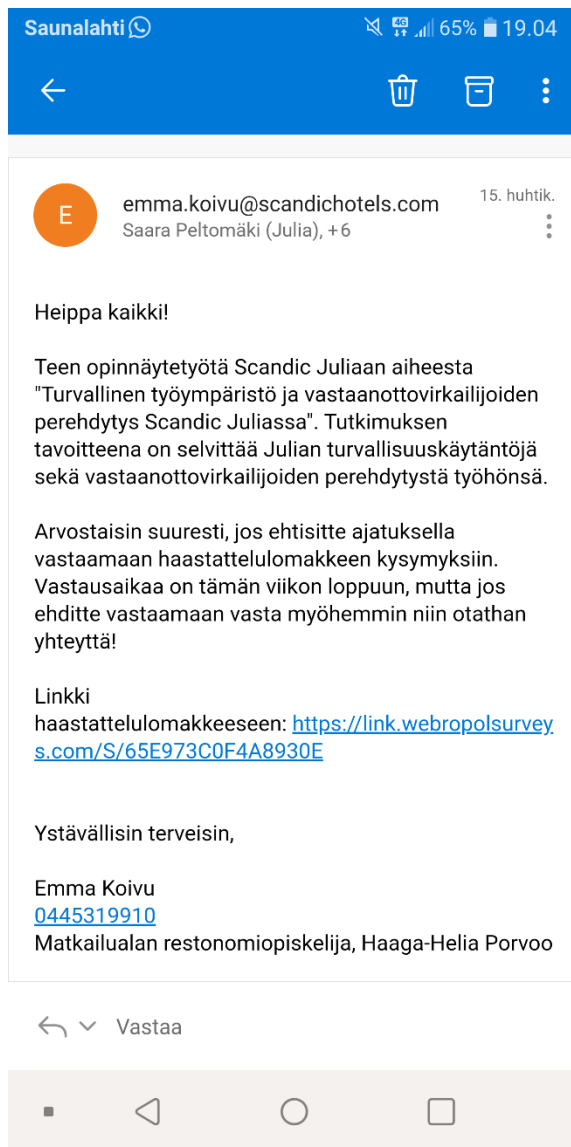 Saunalahti 4G 65% 19.04
E
emma.koivu@scandichotels.com 15. huhtik.
Saara Peltomäki (Julia), +6
Heippa kaikki!
Teen opinnäytetyötä Scandic Juliaan aiheesta
"Turvallinen työympäristö ja vastaanottovirkailijoiden
perehdytys Scandic Juliassa". Tutkimuksen
tavoitteena on selvittää Julian turvallisuuskäytäntöjä
sekä vastaanottovirkailijoiden perehdytystä työhönsä.
Arvostaisin suuresti, jos ehtisitte ajatuksella
vastaamaan haastattelulomakkeen kysymyksiin.
Vastausaikaa on tämän viikon loppuun, mutta jos
ehditte vastaamaan vasta myöhemmin niin otathan
yhteyttä!
Linkki
haastattelulomakkeeseen: https://link.webropolsurvey
s.com/S/65E973C0F4A8930E
Ystävällisin terveisin,
Emma Koivu
0445319910
Matkailualan restonomiopiskelija, Haaga-Helia Porvoo
Vastaa